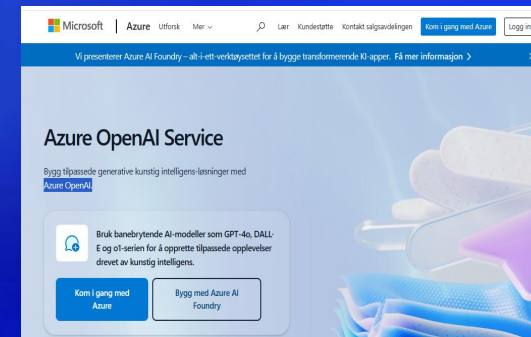 Microsoft Azure Utforsk Mer Lær Kundestøtte Kontakt salgsavdelingen Kom i gang med Azure Logg inn
Vi presenterer Azure AI Foundry – alt-i-ett-verktøysettet for å bygge transformerende KI-apper. Få mer informasjon
Azure OpenAI Service
Bygg tilpassede generative kunstig intelligens-løsninger med
Azure OpenAI.
Bruk banebrytende AI-modeller som GPT-4o, DALL-
E og o1-serien for å opprette tilpassede opplevelser
drevet av kunstig intelligens.
Kom i gang med
Azure
Bygg med Azure AI
Foundry